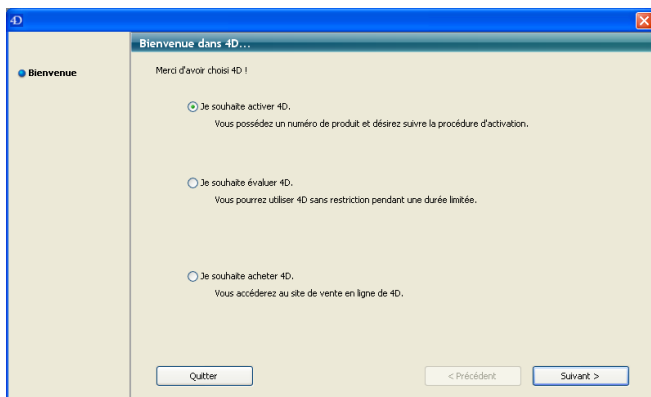 4D
Bienvenue dans 4D...
Bienvenue
Merci d'avoir choisi 4D !
Je souhaite activer 4D.
Vous possédez un numéro de produit et désirez suivre la procédure d'activation.
Je souhaite évaluer 4D.
Vous pourrez utiliser 4D sans restriction pendant une durée limitée.
Je souhaite acheter 4D.
Vous accéderez au site de vente en ligne de 4D.
Quitter
< Précédent
Suivant >